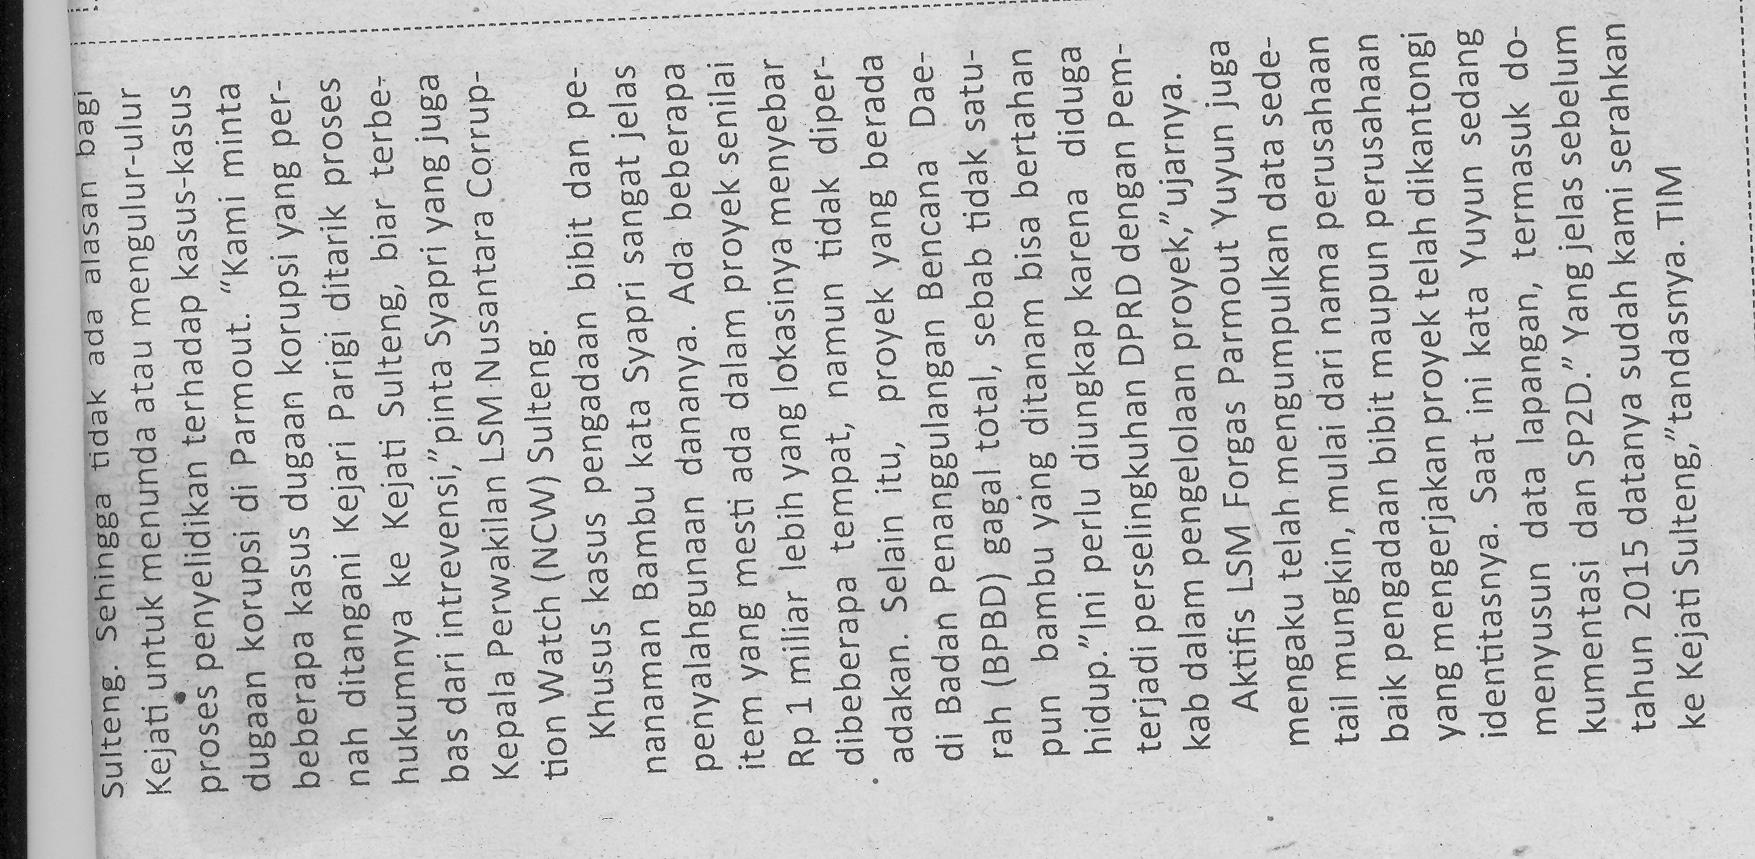 Sulteng. Sehingga tidak ada alasan bagi
Kejati untuk menunda atau mengulur-ulur
proses penyelidikan terhadap kasus-kasus
dugaan korupsi di Parmout. “Kami minta
beberapa kasus dugaan korupsi yang per-
nah ditangani Kejari Parigi ditarik proses
hukumnya ke Kejati Sulteng, biar terbe-
bas dari intrevensi,”pinta Syapri yang juga
Kepala Perwakilan LSM Nusantara Corrup-
tion Watch (NCW) Sulteng.
Khusus kasus pengadaan bibit dan pe-
nanaman Bambu kata Syapri sangat jelas
penyalahgunaan dananya. Ada beberapa
item yang mesti ada dalam proyek senilai
Rp 1 miliar lebih yang lokasinya menyebar
dibeberapa tempat, namun tidak diper-
adakan. Selain itu, proyek yang berada
di Badan Penanggulangan Bencana Dae-
rah (BPBD) gagal total, sebab tidak satu-
pun bambu yang ditanam bisa bertahan
hidup.”Ini perlu diungkap karena diduga
terjadi perselingkuhan DPRD dengan Pem-
kab dalam pengelolaan proyek,”ujarnya.
Aktifis LSM Forgas Parmout Yuyun juga
mengaku telah mengumpulkan data sede-
tail mungkin, mulai dari nama perusahaan
baik pengadaan bibit maupun perusahaan
yang mengerjakan proyek telah dikantongi
identitasnya. Saat ini kata Yuyun sedang
menyusun data lapangan, termasuk do-
kumentasi dan SP2D.” Yang jelas sebelum
tahun 2015 datanya sudah kami serahkan
ke Kejati Sulteng,”tandasnya. TIM